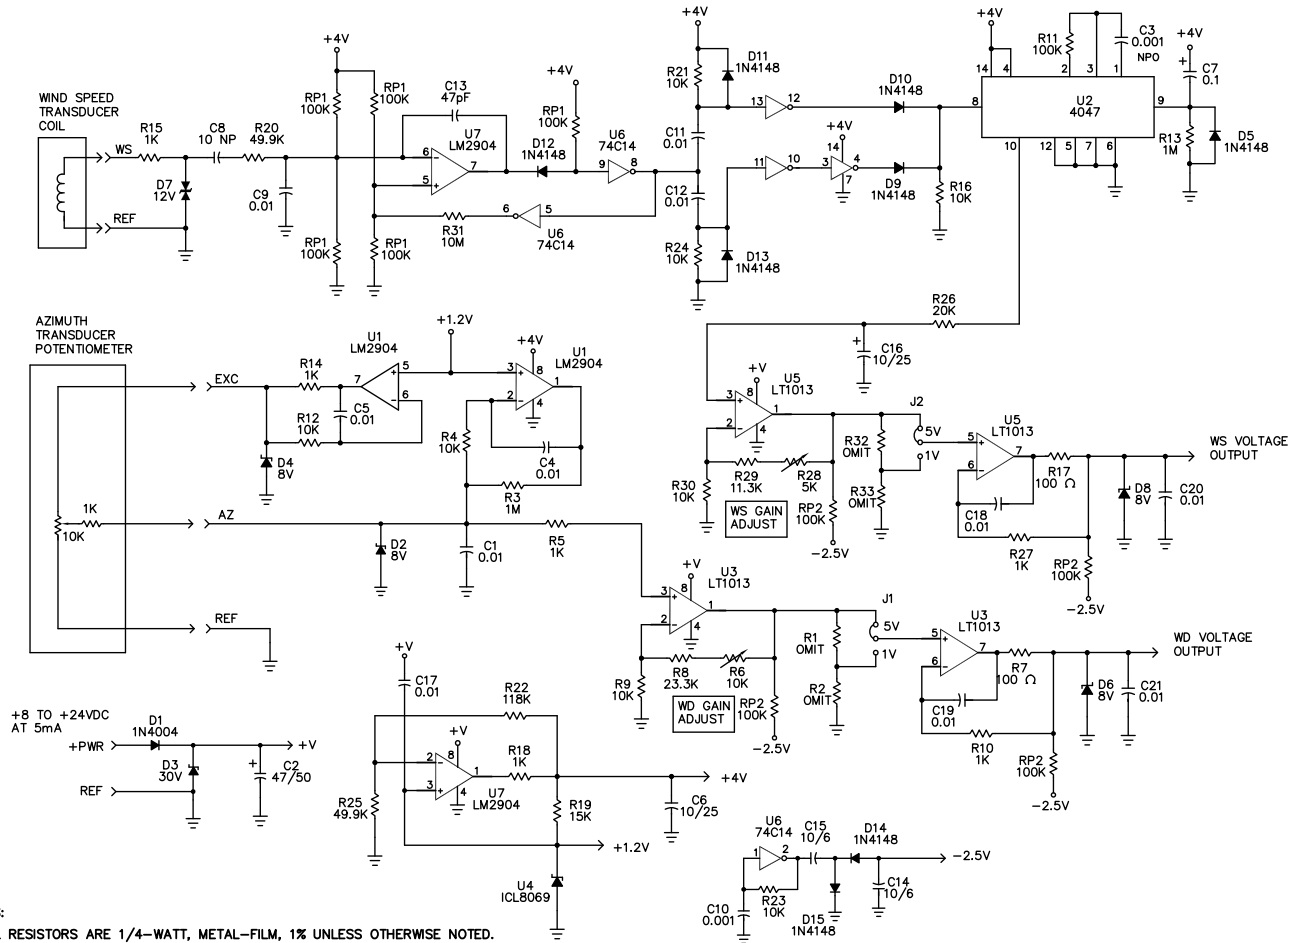 WIND SPEED
TRANSDUCER
COIL
WS
REF
R15
1K
D7
12V
C8
10 NP
R20
49.9K
C9
0.01
+4V
RP1
100K
RP1
100K
RP1
100K
RP1
100K
C13
47pF
U7
LM2904
6
5
7
R31
10M
D12
1N4148
+4V
RP1
100K
U6
74C14
9
8
6
5
U6
74C14
+4V
R21
10K
D11
1N4148
C11
0.01
C12
0.01
R24
10K
D13
1N4148
13
12
11
10
+4V
14
3
4
7
D10
1N4148
D9
1N4148
R16
10K
+4V
R11
100K
C3
0.001
NPO
14
4
2
3
1
8
U2
4047
9
10
12
5
7
6
+4V
C7
0.1
R13
1M
D5
1N4148
AZIMUTH
TRANSDUCER
POTENTIOMETER
EXC
1K
10K
AZ
REF
R14
1K
R12
10K
D4
8V
C5
0.01
U1
LM2904
7
5
6
+1.2V
+4V
U1
LM2904
3
2
8
1
4
R4
10K
C4
0.01
R3
1M
D2
8V
C1
0.01
R5
1K
R26
20K
C16
10/25
+V
U5
LT1013
3
2
8
1
4
R30
10K
R29
11.3K
R28
5K
WS GAIN
ADJUST
RP2
100K
-2.5V
R32
OMIT
R33
OMIT
J2
5V
1V
U5
LT1013
5
6
7
C18
0.01
R17
100 Ω
R27
1K
RP2
100K
-2.5V
D8
8V
C20
0.01
WS VOLTAGE
OUTPUT
+V
U3
LT1013
3
2
8
1
4
R9
10K
R8
23.3K
R6
10K
WD GAIN
ADJUST
RP2
100K
-2.5V
R1
OMIT
R2
OMIT
J1
5V
1V
U3
LT1013
5
6
7
C19
0.01
R7
100 Ω
R10
1K
RP2
100K
-2.5V
D6
8V
C21
0.01
WD VOLTAGE
OUTPUT
+8 TO +24VDC
AT 5mA
+PWR
REF
D1
1N4004
D3
30V
C2
47/50
+V
+V
C17
0.01
R22
118K
+V
2
3
8
1
4
U7
LM2904
R25
49.9K
R18
1K
R19
15K
C6
10/25
+4V
+1.2V
U4
ICL8069
U6
74C14
1
2
C10
0.001
R23
10K
C15
10/6
D14
1N4148
D15
1N4148
C14
10/6
-2.5V
RESISTORS ARE 1/4-WATT, METAL-FILM, 1% UNLESS OTHERWISE NOTED.